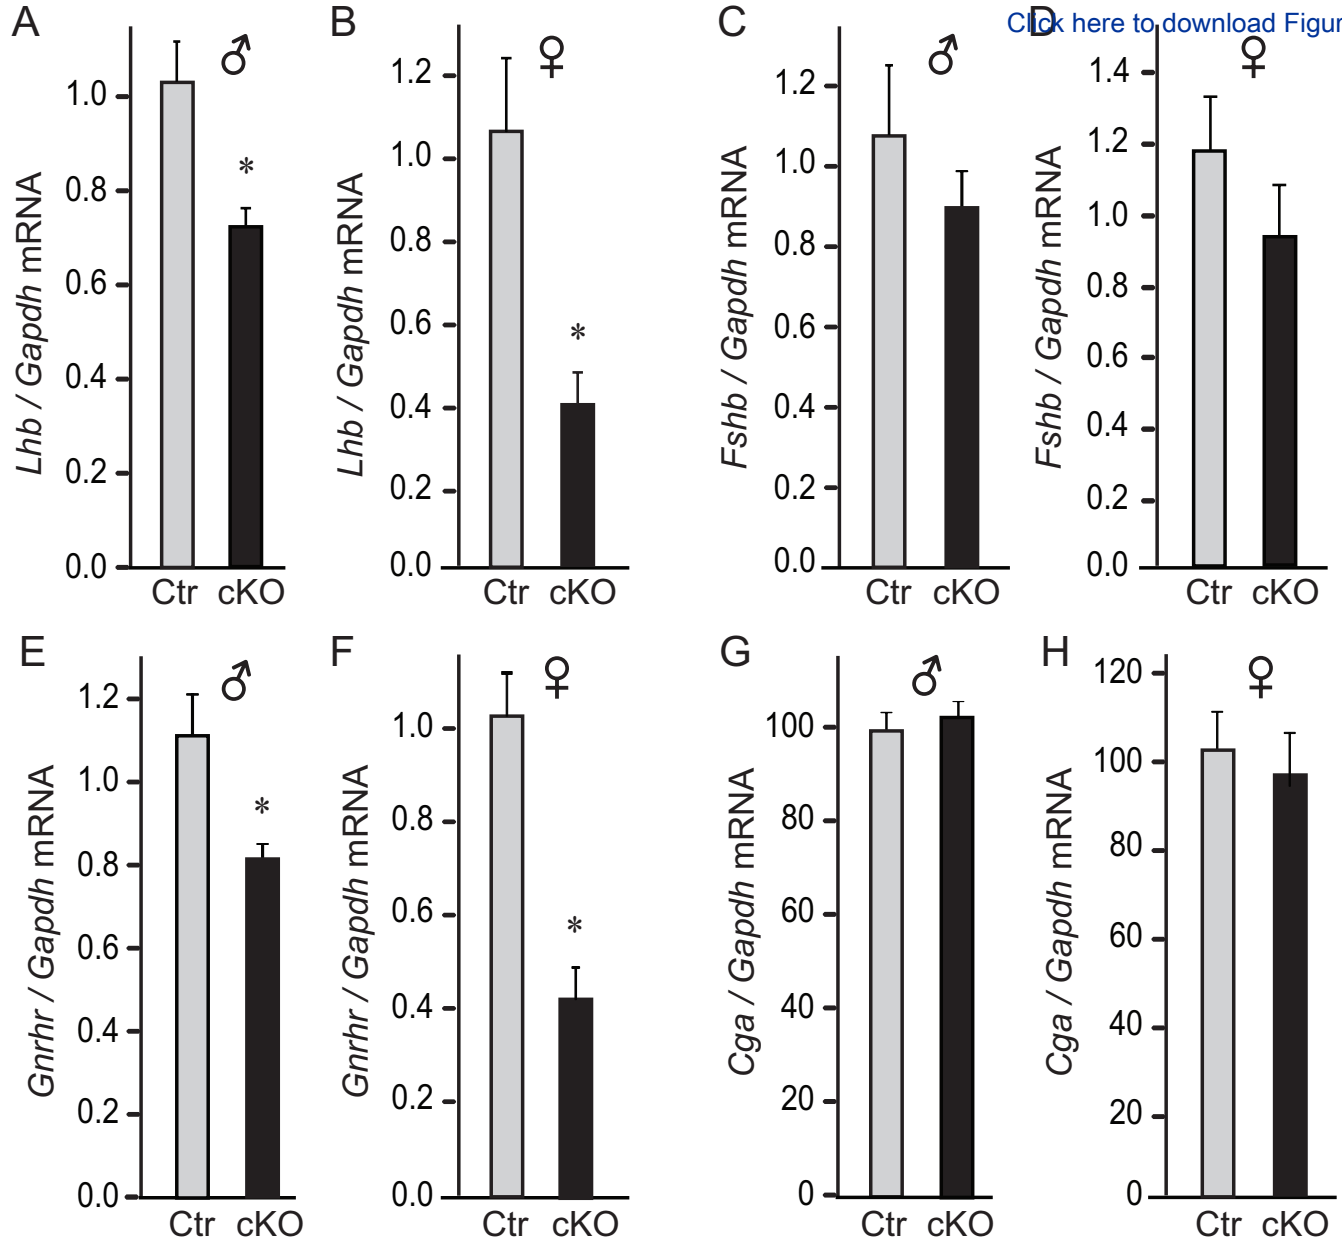 A
♂
Lhb / Gapdh mRNA
1.0
0.8
0.6
0.4
0.2
0.0
*
Ctr cKO
B
♀
Lhb / Gapdh mRNA
1.2
1.0
0.8
0.6
0.4
0.2
0.0
*
Ctr cKO
C
♂
Fshb / Gapdh mRNA
1.2
1.0
0.8
0.6
0.4
0.2
0.0
Ctr cKO
Click here to download Figur
D
♀
Fshb / Gapdh mRNA
1.4
1.2
1.0
0.8
0.6
0.4
0.2
0.0
Ctr cKO
E
♂
Gnrhr / Gapdh mRNA
1.2
1.0
0.8
0.6
0.4
0.2
0.0
*
Ctr cKO
F
♀
Gnrhr / Gapdh mRNA
1.0
0.8
0.6
0.4
0.2
0.0
*
Ctr cKO
G
♂
Cga / Gapdh mRNA
100
80
60
40
20
0
Ctr cKO
H
♀
Cga / Gapdh mRNA
120
100
80
60
40
20
0
Ctr cKO